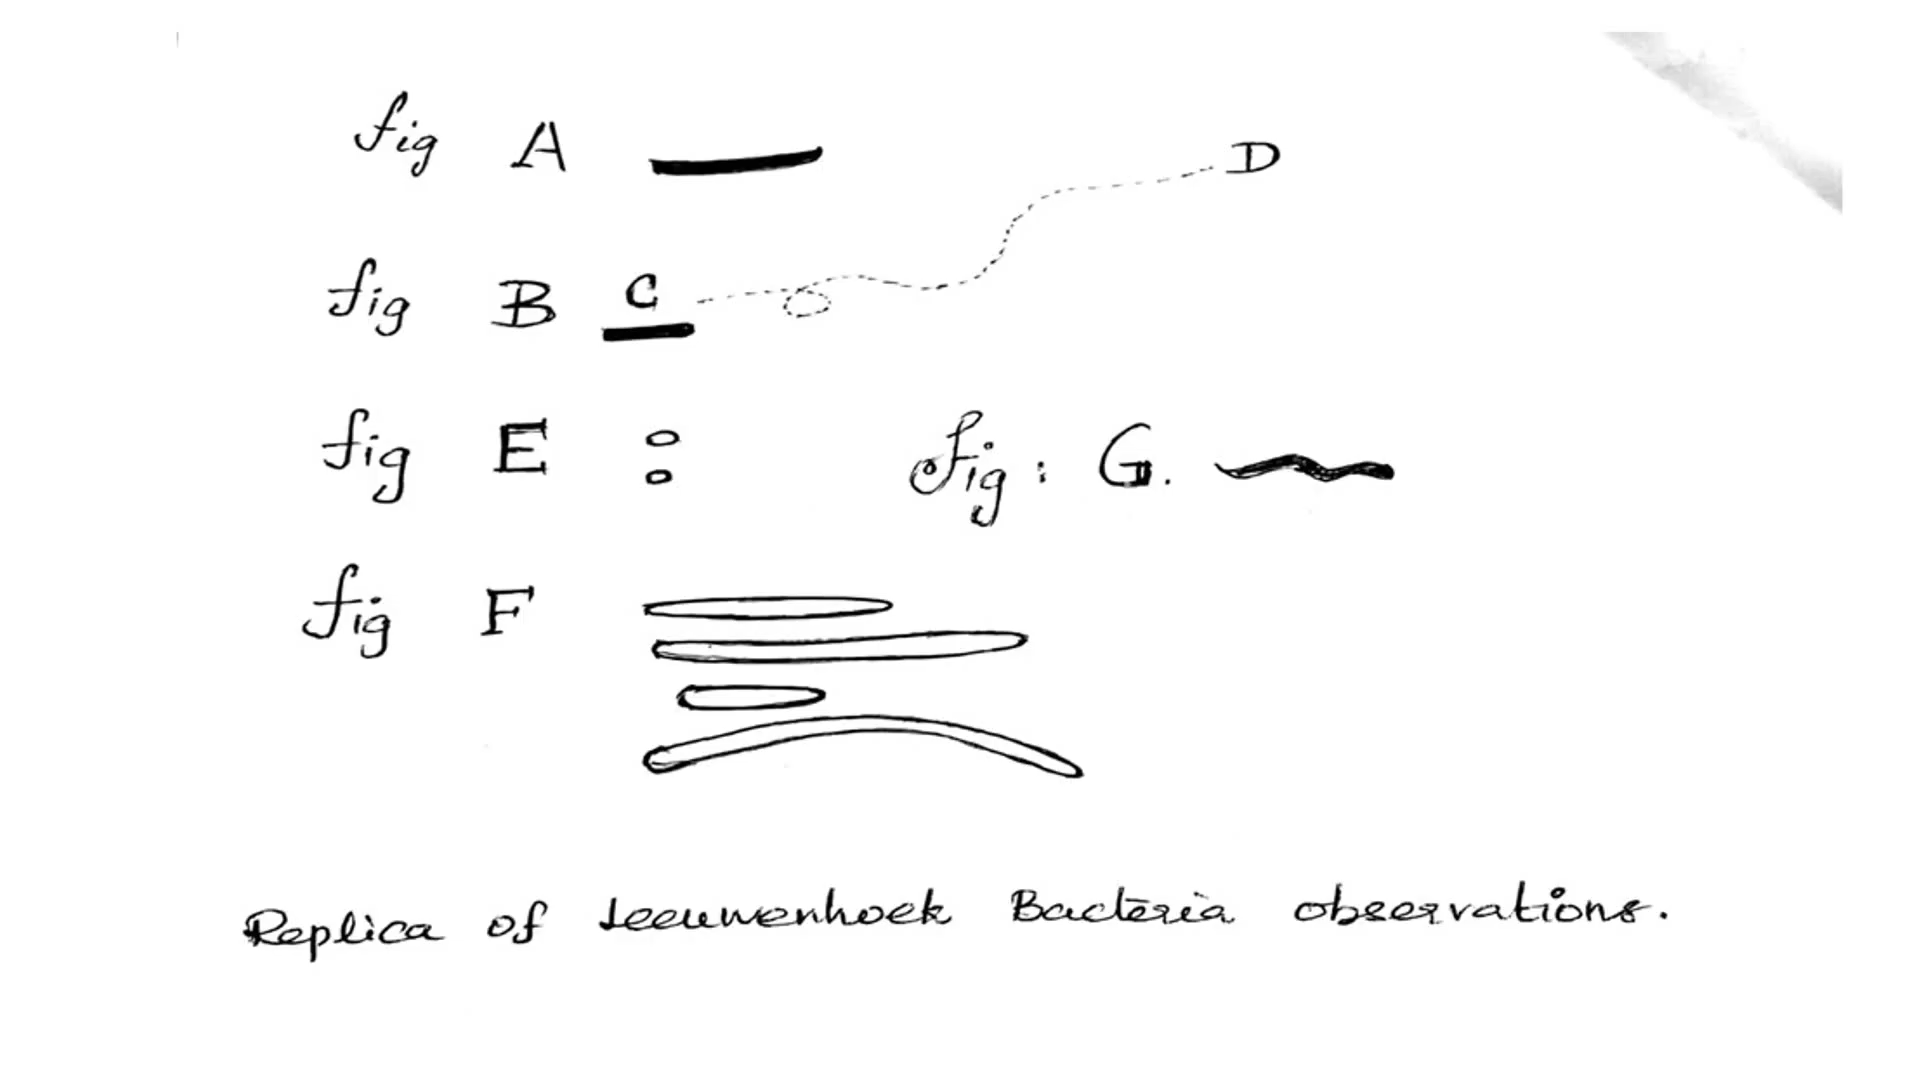 fig A
D
fig B C
fig E
fig: G.
fig F
Replica of Leeuwenhoek Bacteria observations.